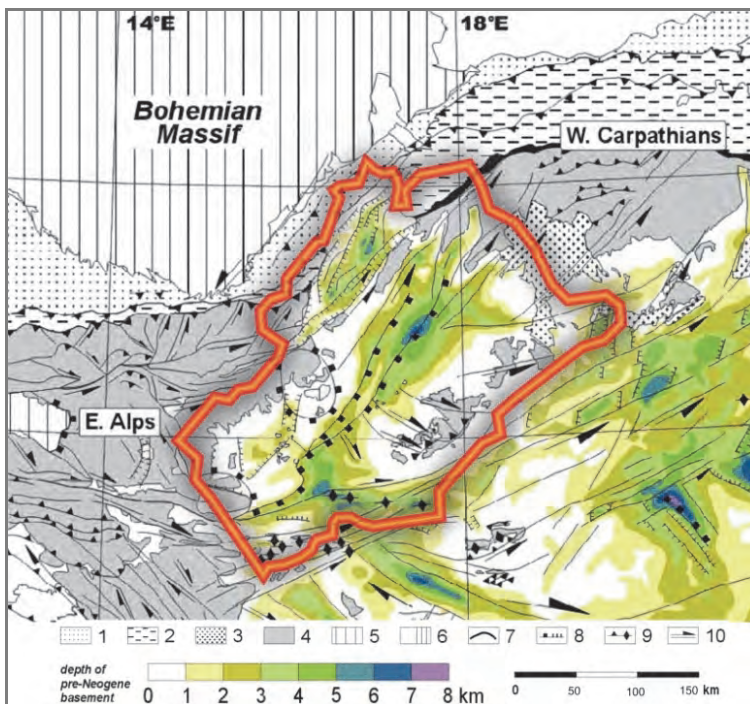 14°E 18°E
Bohemian
Massif
W. Carpathians
E. Alps
1 2 3 4 5 6 7 8 9 10
depth of
pre-Neogene
basement
0 1 2 3 4 5 6 7 8 km
0 50 100 150 km